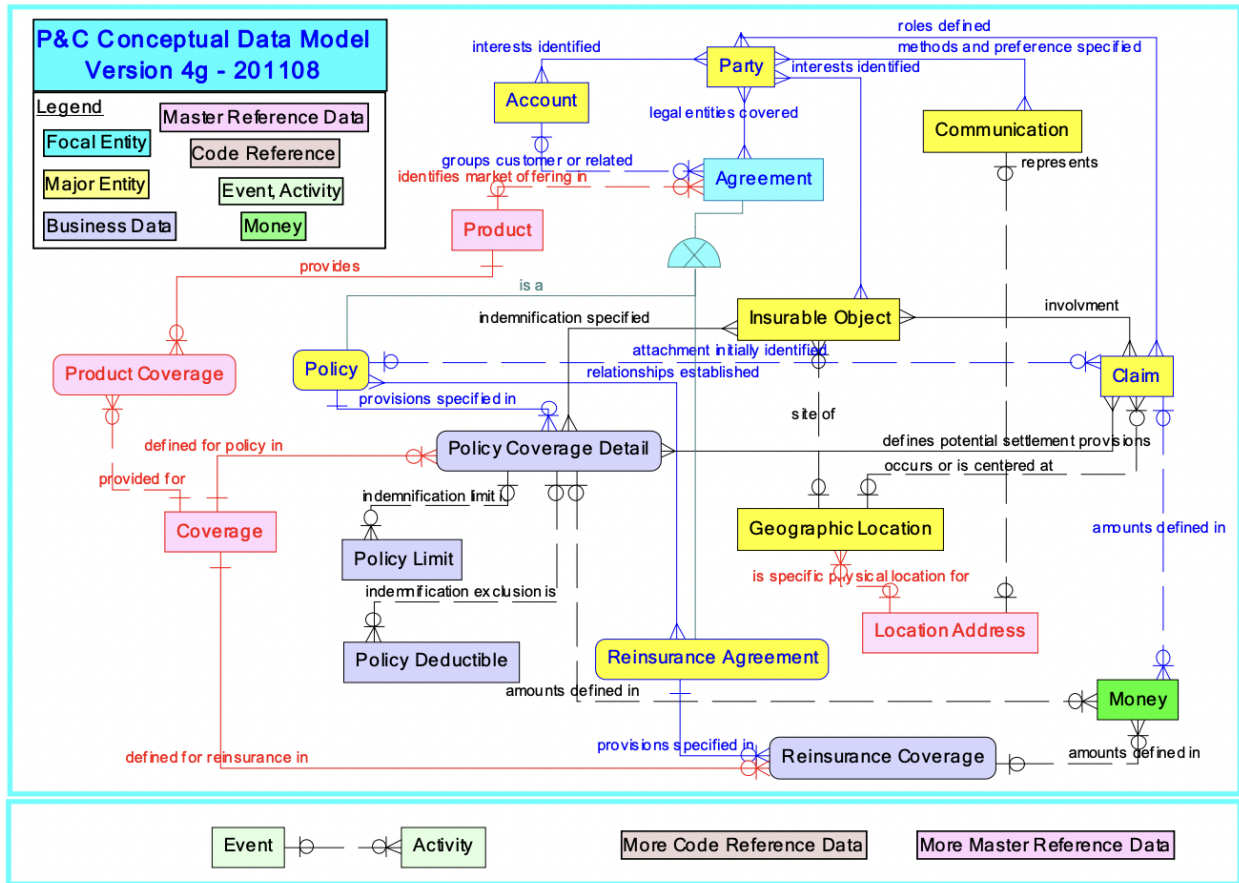 P&C Conceptual Data Model
Version 4g - 201108
Legend
Master Reference Data
Focal Entity
Code Reference
Major Entity
Event, Activity
Business Data
Money
roles defined
interests identified
methods and preference specified
Party
interests identified
Account
legal entities covered
Communication
groups customer or related
represents
identifies market offering in
Agreement
Product
provides
is a
indemnification specified
Insurable Object
involvment
attachment initially identified
Product Coverage
Policy
relationships established
Claim
provisions specified in
site of
defined for policy in
Policy Coverage Detail
defines potential settlement provisions
occurs or is centered at
provided for
indemnification limit i
Coverage
Geographic Location
amounts defined in
Policy Limit
is specific physical location for
indemnification exclusion is
Location Address
Policy Deductible
Reinsurance Agreement
amounts defined in
Money
provisions specified in
defined for reinsurance in
Reinsurance Coverage
amounts defined in
Event
Activity
More Code Reference Data
More Master Reference Data